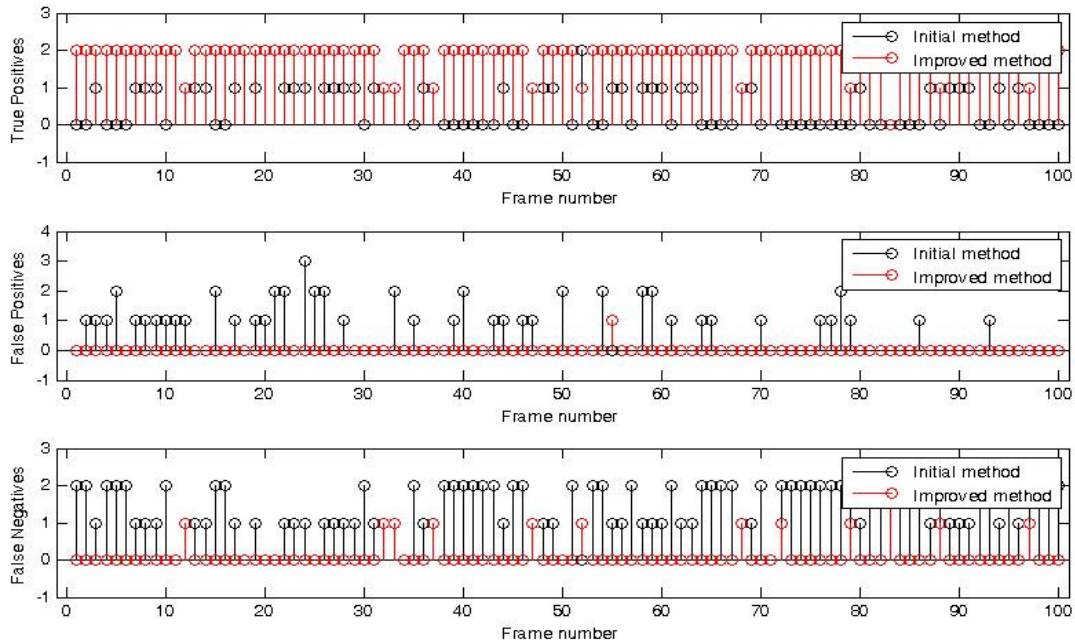 True Positives
3
2
1
0
-1
0 10 20 30 40 50 60 70 80 90 100
Frame number
Initial method
Improved method
False Positives
4
3
2
1
0
-1
0 10 20 30 40 50 60 70 80 90 100
Frame number
Initial method
Improved method
False Negatives
3
2
1
0
-1
0 10 20 30 40 50 60 70 80 90 100
Frame number
Initial method
Improved method